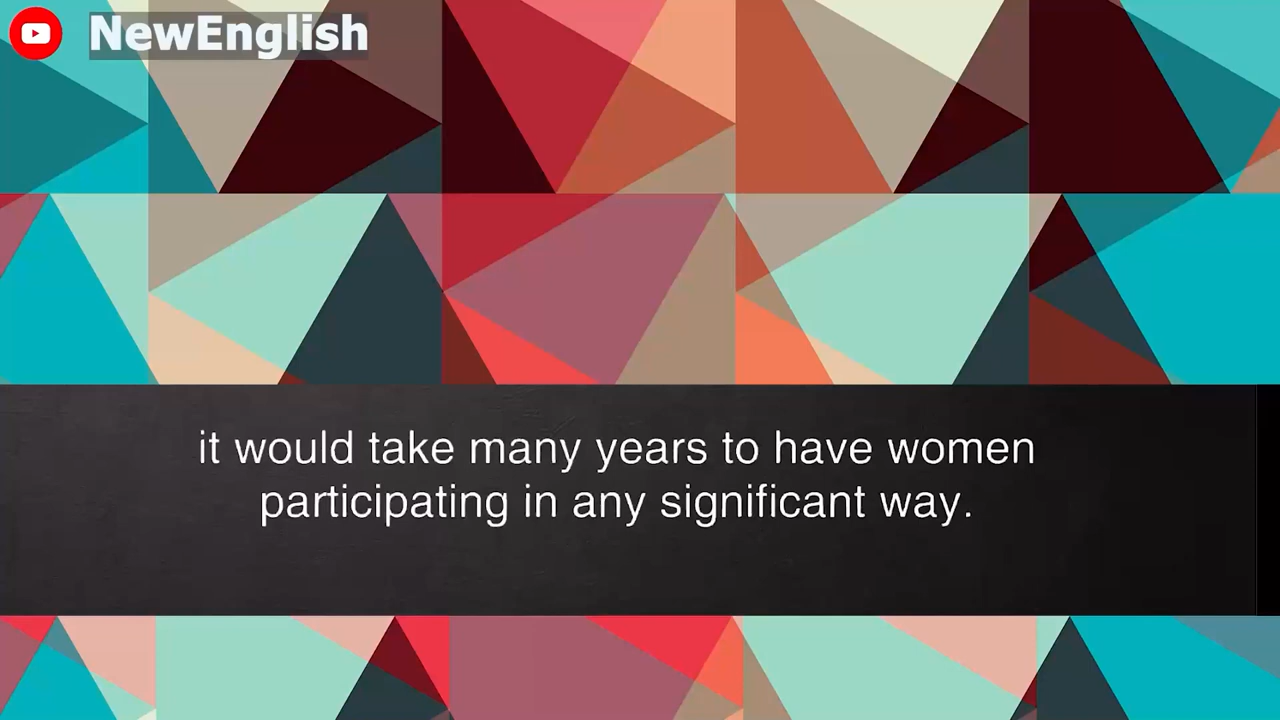 NewEnglish
it would take many years to have women
participating in any significant way.